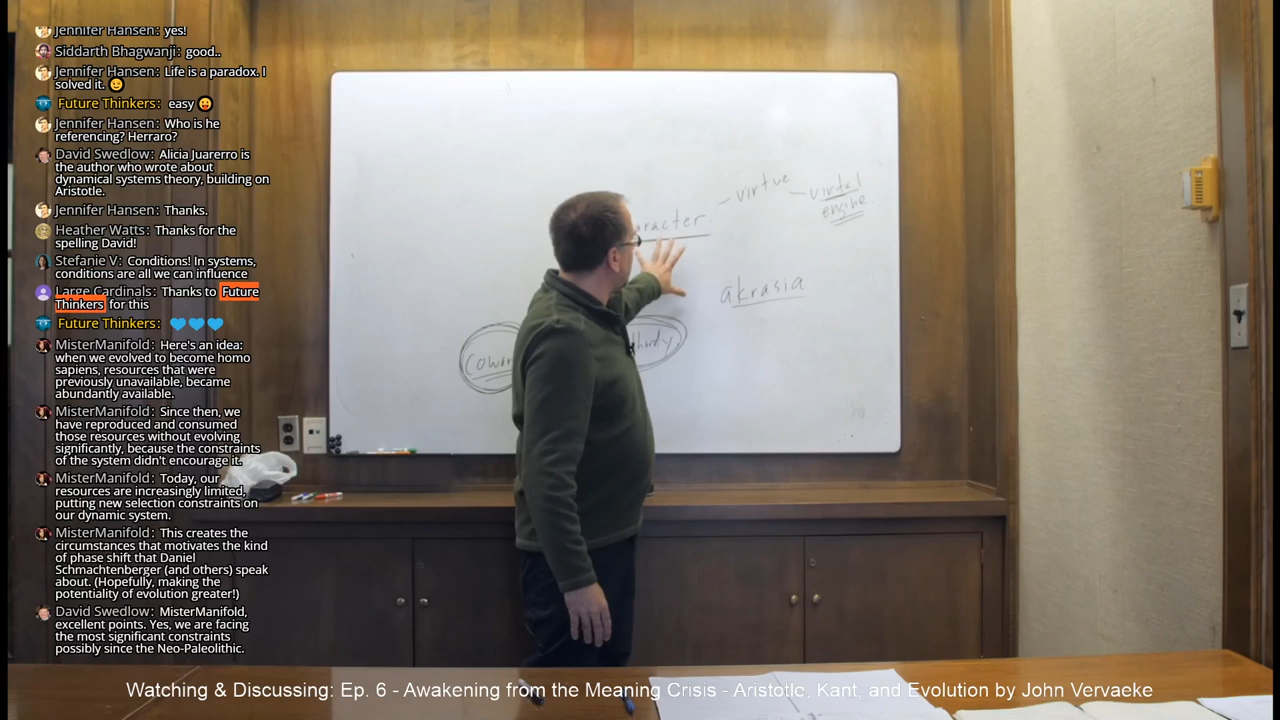 Jennifer Hansen: yes!
Siddarth Bhagwanji: good..
Jennifer Hansen: Life is a paradox. I
solved it. 😉
Future Thinkers: easy 😛
Jennifer Hansen: Who is he
referencing? Herraro?
David Swedlow: Alicia Juarerro is
the author who wrote about
dynamical systems theory, building on
Aristotle.
Jennifer Hansen: Thanks.
Heather Watts: Thanks for the
spelling David!
Stefanie V: Conditions! In systems,
conditions are all we can influence
Large Cardinals: Thanks to Future
Thinkers for this
Future Thinkers: 💙💙💙
MisterManifold: Here's an idea:
when we evolved to become homo
sapiens, resources that were
previously unavailable, became
abundantly available.
MisterManifold: Since then, we
have reproduced and consumed
those resources without evolving
significantly, because the constraints
of the system didn't encourage it.
MisterManifold: Today, our
resources are increasingly limited,
putting new selection constraints on
our dynamic system.
MisterManifold: This creates the
circumstances that motivates the kind
of phase shift that Daniel
Schmachtenberger (and others) speak
about. (Hopefully, making the
potentiality of evolution greater!)
David Swedlow: MisterManifold,
excellent points. Yes, we are facing
the most significant constraints
possibly since the Neo-Paleolithic.
virtue
virtual
engine
racter
akrasia
cowar
hardy
Watching & Discussing: Ep. 6 - Awakening from the Meaning Crisis - Aristotle, Kant, and Evolution by John Vervaeke